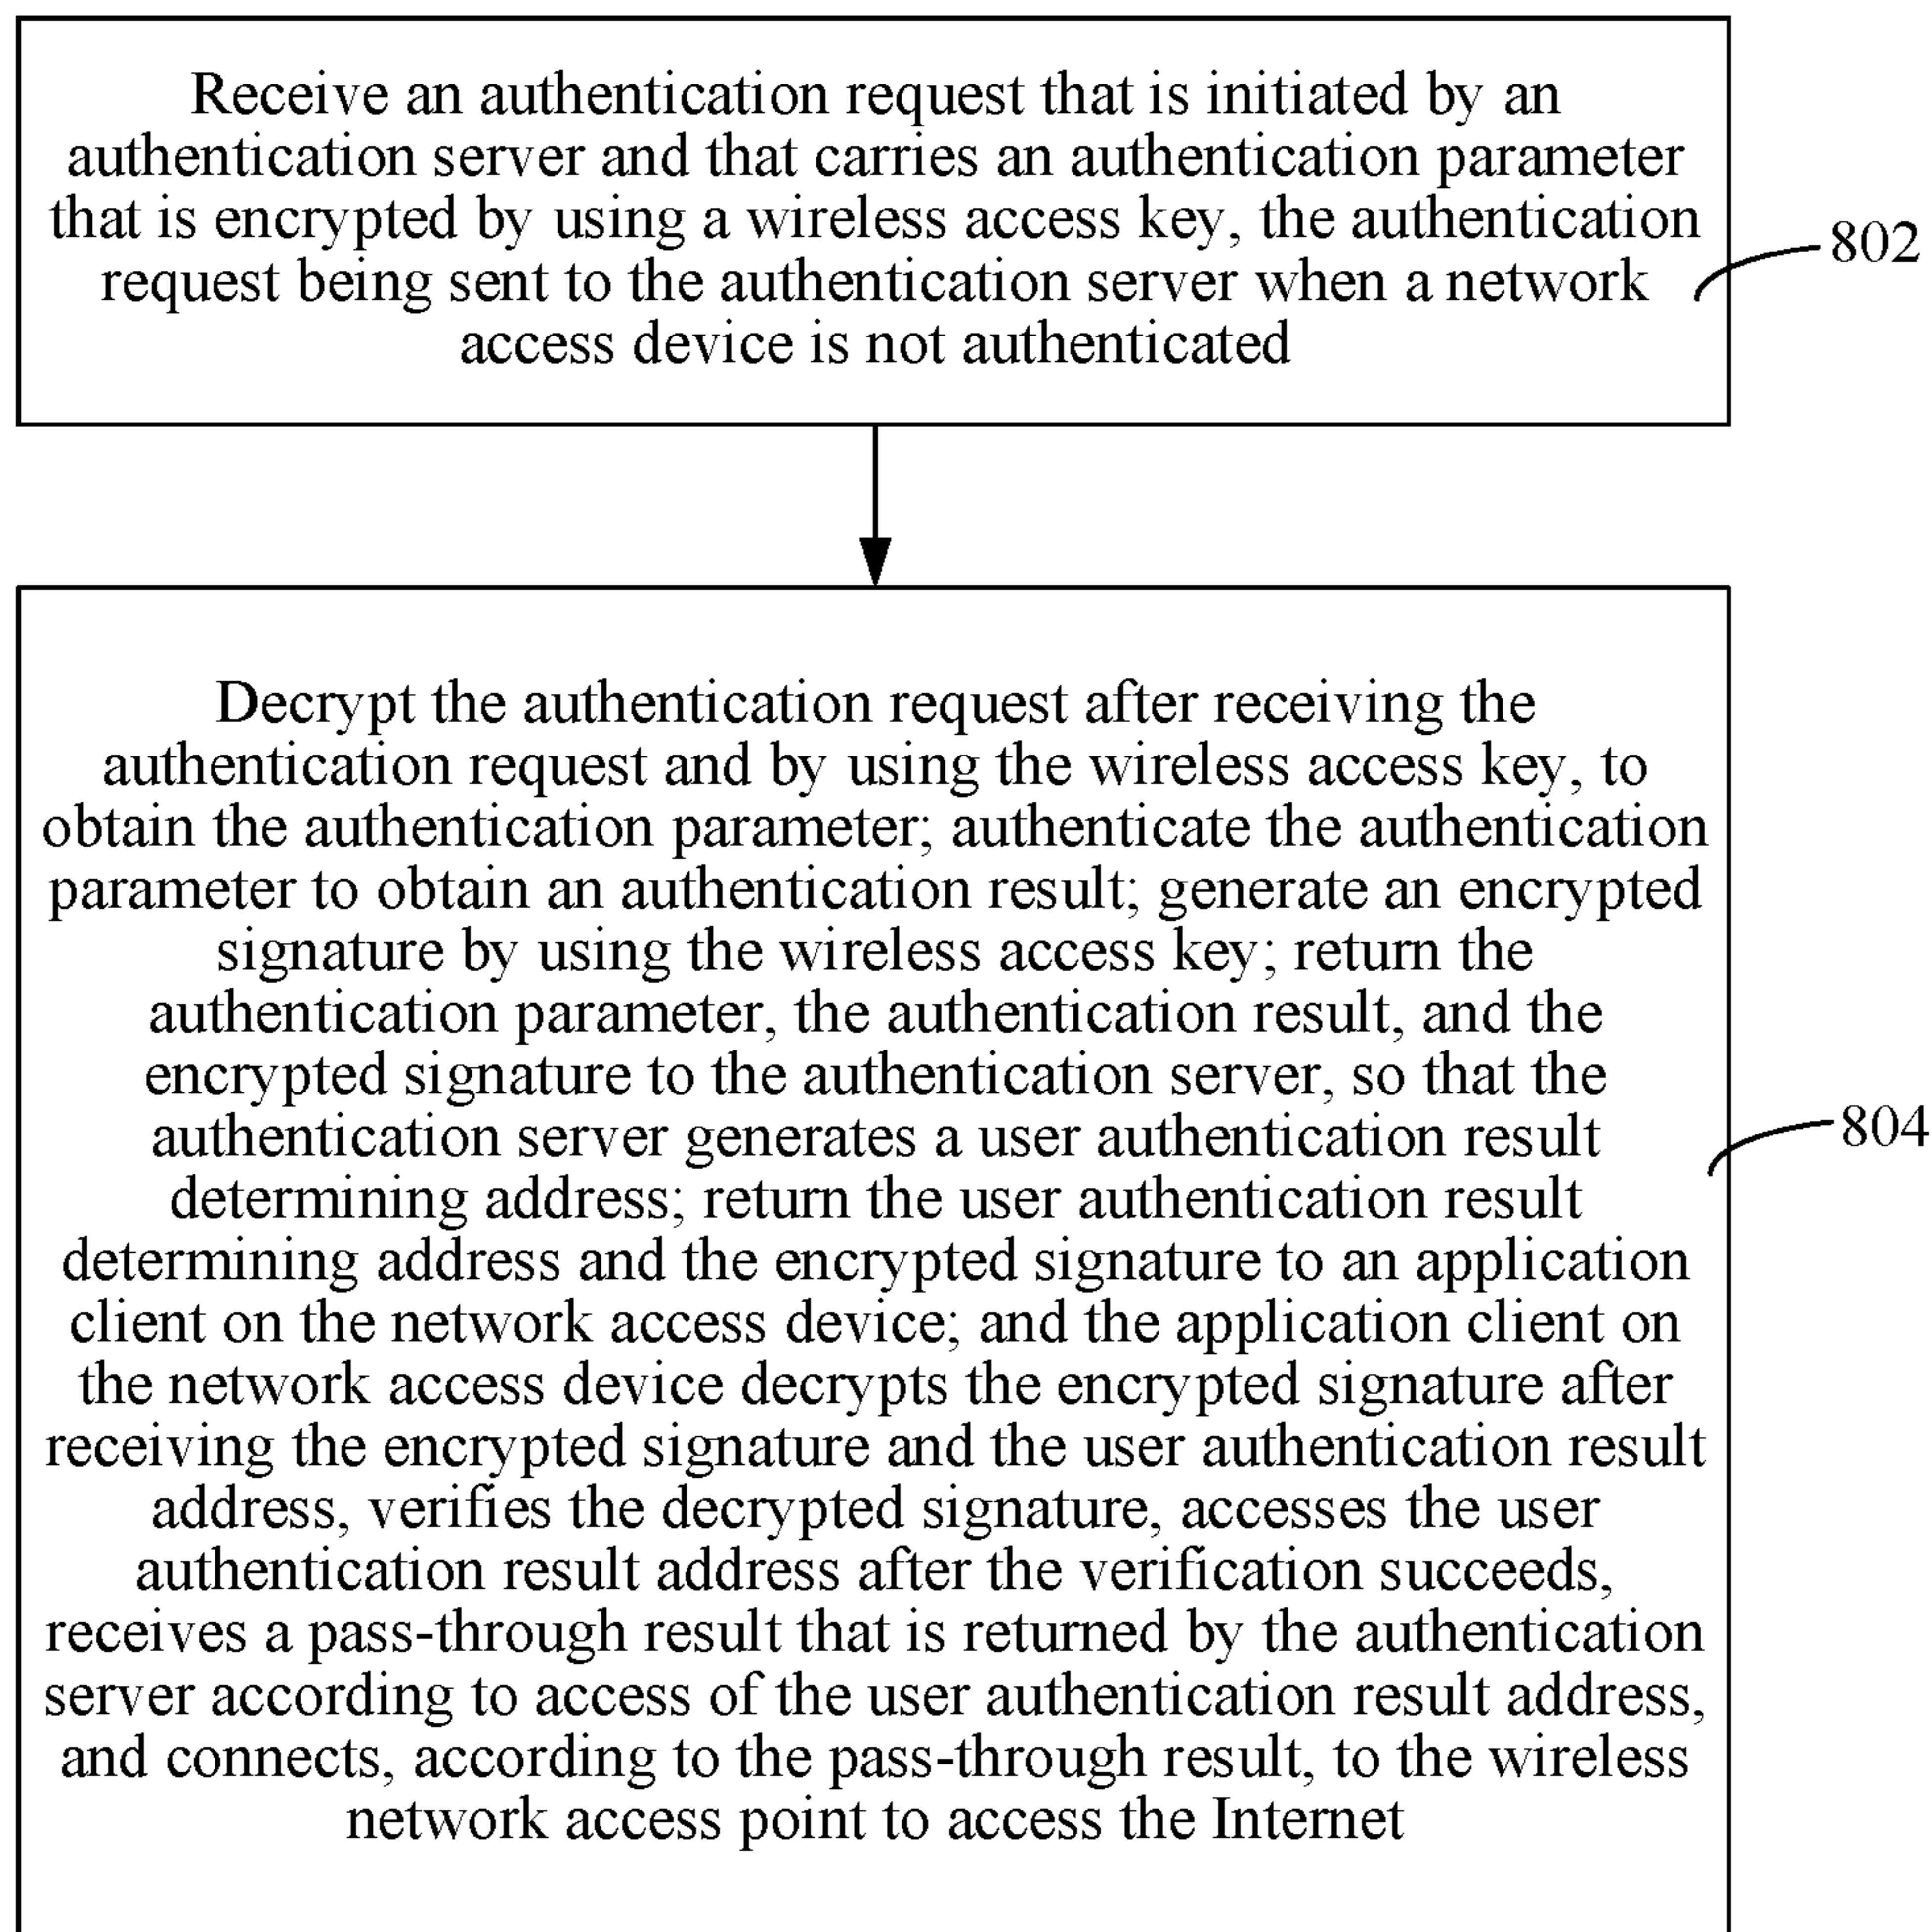 Receive an authentication request that is initiated by an
authentication server and that carries an authentication parameter
that is encrypted by using a wireless access key, the authentication
request being sent to the authentication server when a network
access device is not authenticated
802
Decrypt the authentication request after receiving the
authentication request and by using the wireless access key, to
obtain the authentication parameter; authenticate the authentication
parameter to obtain an authentication result; generate an encrypted
signature by using the wireless access key; return the
authentication parameter, the authentication result, and the
encrypted signature to the authentication server, so that the
authentication server generates a user authentication result
determining address; return the user authentication result
determining address and the encrypted signature to an application
client on the network access device; and the application client on
the network access device decrypts the encrypted signature after
receiving the encrypted signature and the user authentication result
address, verifies the decrypted signature, accesses the user
authentication result address after the verification succeeds,
receives a pass-through result that is returned by the authentication
server according to access of the user authentication result address,
and connects, according to the pass-through result, to the wireless
network access point to access the Internet
804